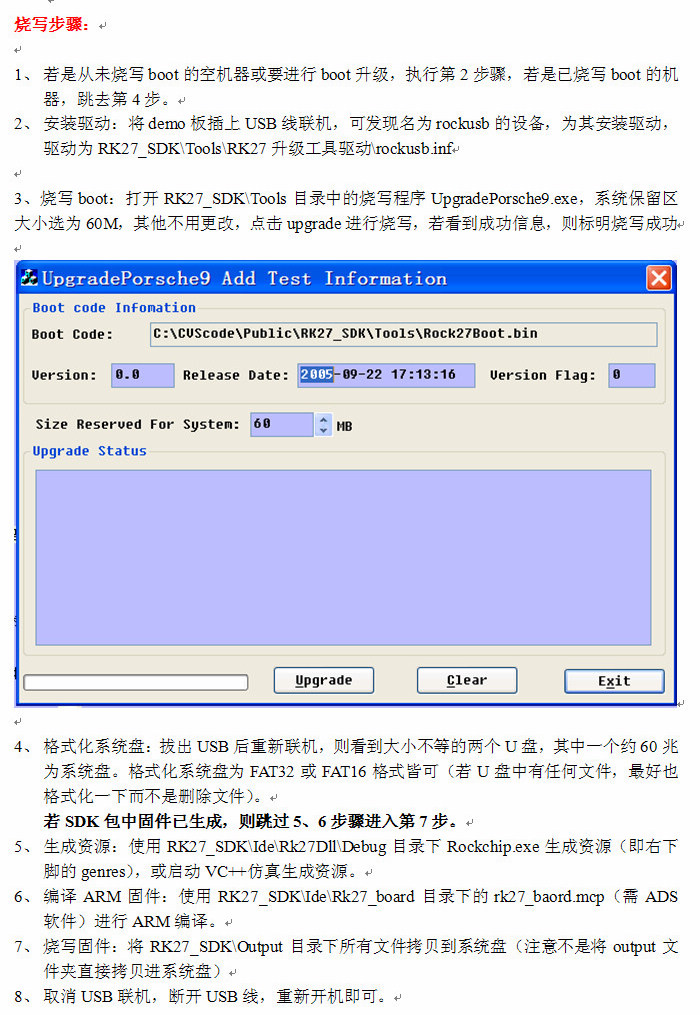 烧写步骤：
1、 若是从未烧写 boot 的空机器或要进行 boot 升级，执行第 2 步骤，若是已烧写 boot 的机
器，跳去第 4 步。
2、 安装驱动：将 demo 板插上 USB 线联机，可发现名为 rockusb 的设备，为其安装驱动，
驱动为 RK27_SDK\Tools\RK27 升级工具驱动\rockusb.inf
3、烧写 boot：打开 RK27_SDK\Tools 目录中的烧写程序 UpgradePorsche9.exe，系统保留区
大小选为 60M，其他不用更改，点击 upgrade 进行烧写，若看到成功信息，则标明烧写成功
UpgradePorsche9 Add Test Information
Boot code Infomation
Boot Code: C:\CVScode\Public\RK27_SDK\Tools\Rock27Boot.bin
Version: 0.0 Release Date: 2005-09-22 17:13:16 Version Flag: 0
Size Reserved For System: 60 MB
Upgrade Status
Upgrade Clear Exit
4、 格式化系统盘：拔出 USB 后重新联机，则看到大小不等的两个 U 盘，其中一个约 60 兆
为系统盘。格式化系统盘为 FAT32 或 FAT16 格式皆可（若 U 盘中有任何文件，最好也
格式化一下而不是删除文件）。
若 SDK 包中固件已生成，则跳过 5、6 步骤进入第 7 步。
5、 生成资源：使用 RK27_SDK\Ide\Rk27Dll\Debug 目录下 Rockchip.exe 生成资源（即右下
脚的 genres），或启动 VC++仿真生成资源。
6、 编译 ARM 固件：使用 RK27_SDK\Ide\Rk27_board 目录下的 rk27_baord.mcp（需 ADS
软件）进行 ARM 编译。
7、 烧写固件：将 RK27_SDK\Output 目录下所有文件拷贝到系统盘（注意不是将 output 文
件夹直接拷贝进系统盘）
8、 取消 USB 联机，断开 USB 线，重新开机即可。